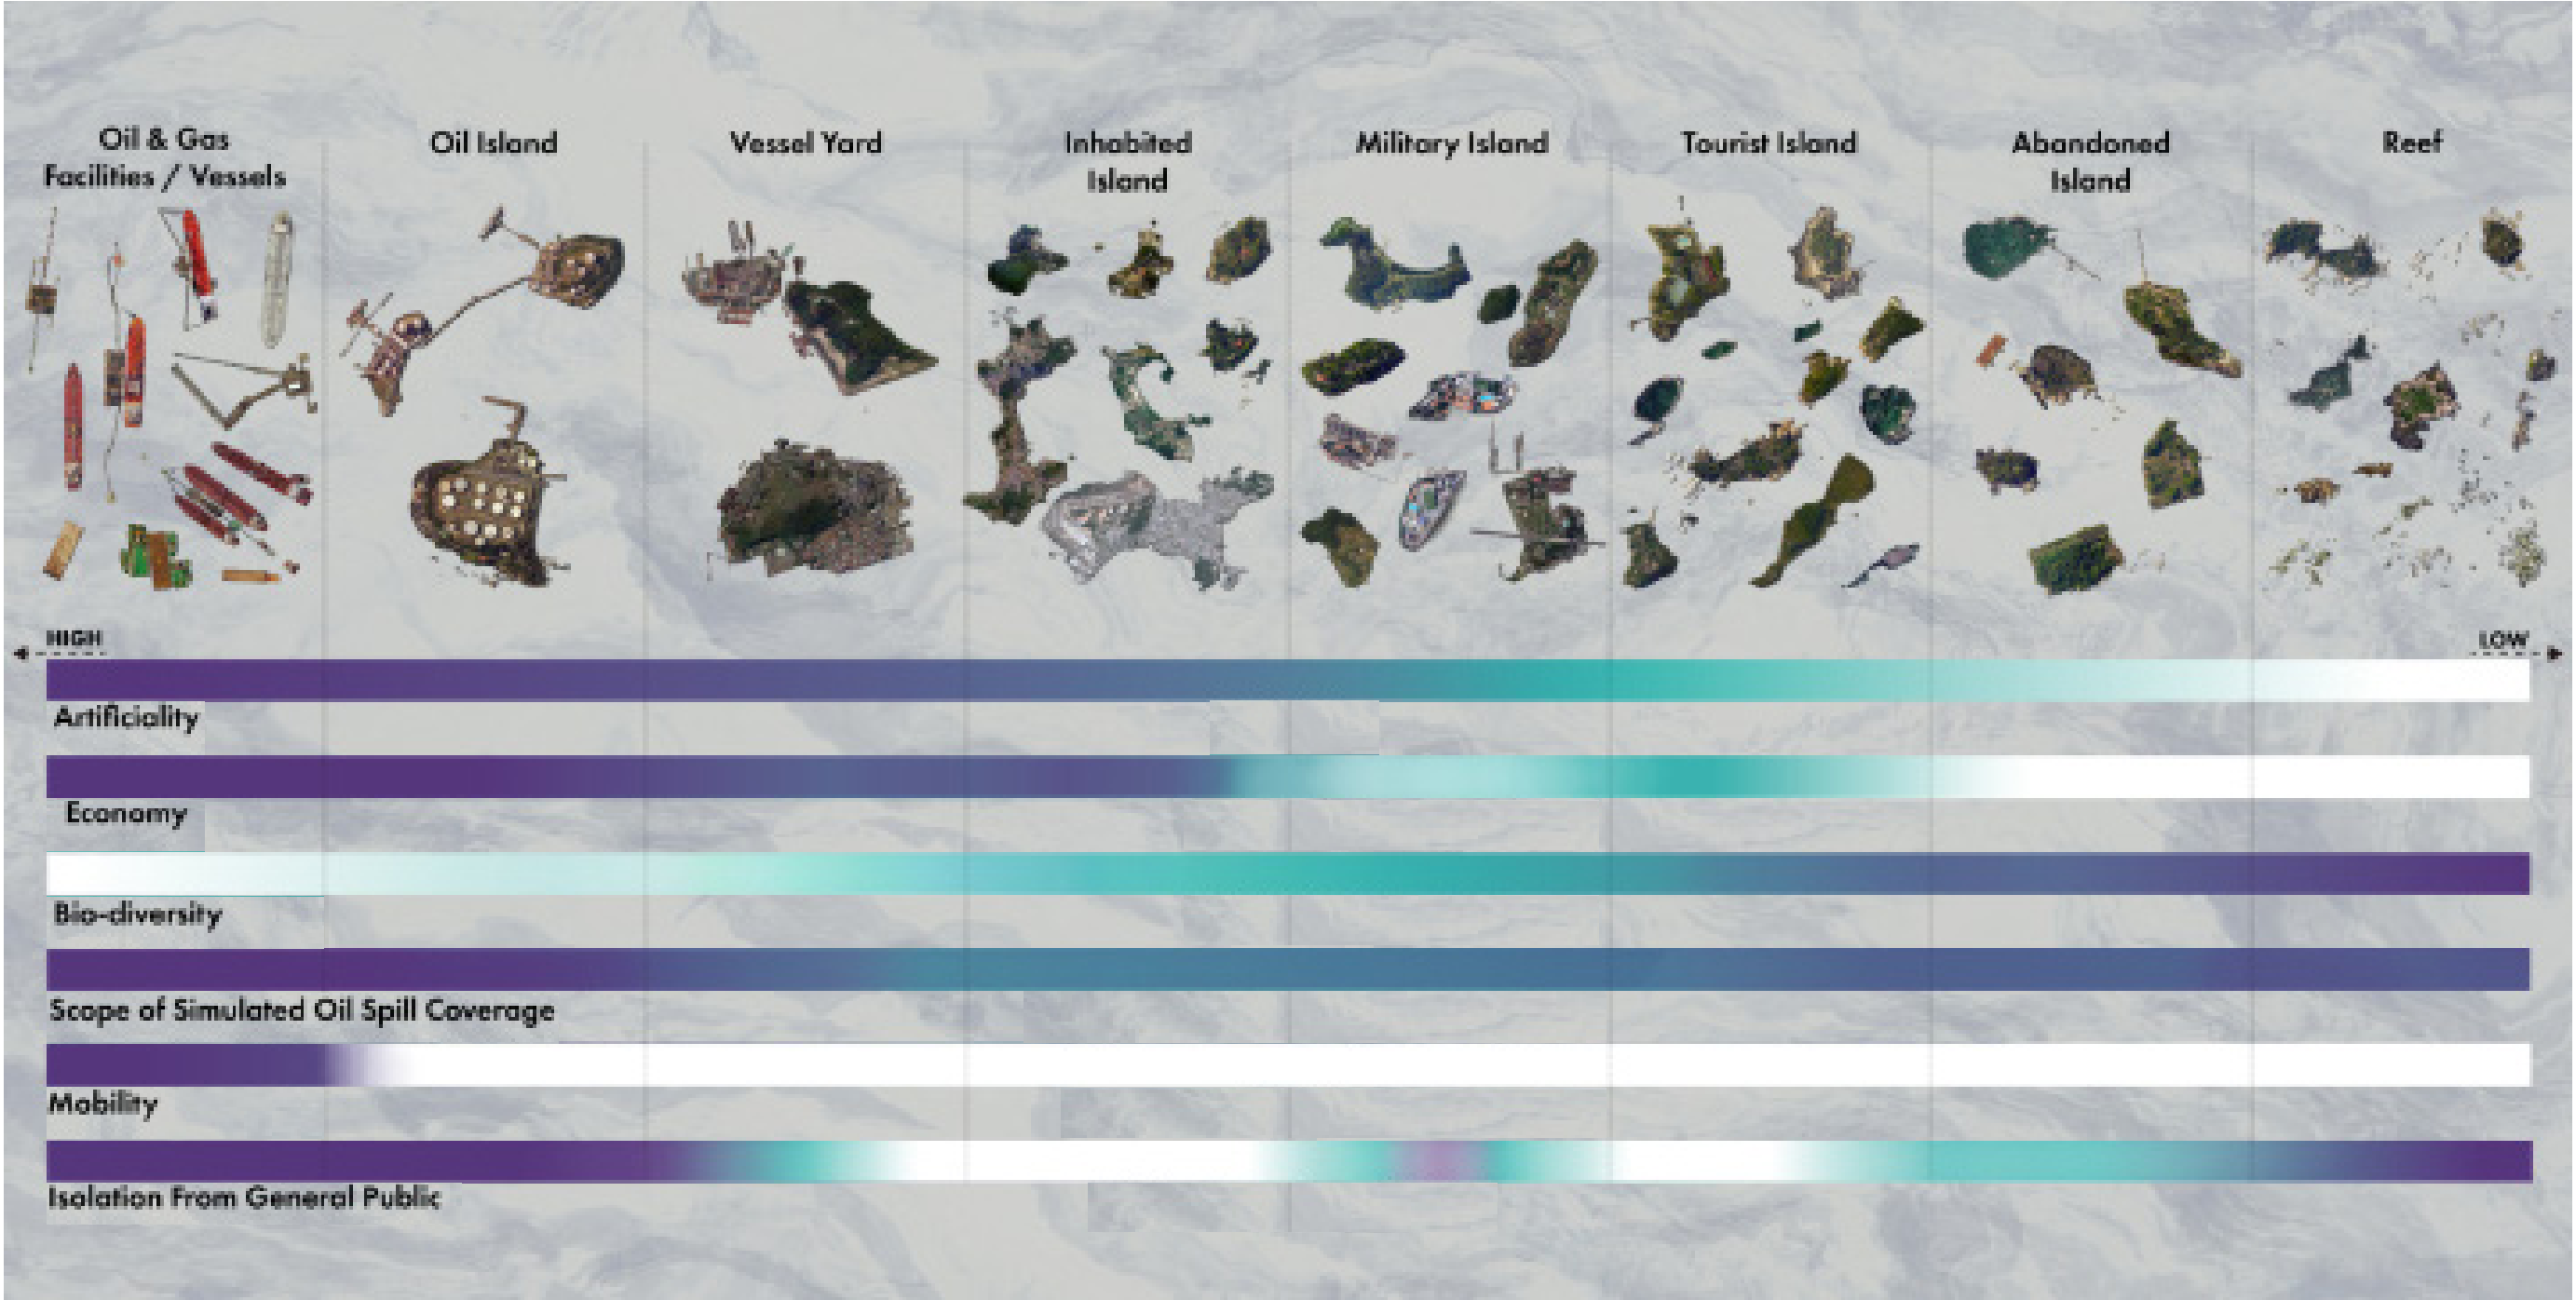 Oil & Gas
Facilities / Vessels
Oil Island
Vessel Yard
Inhabited
Island
Military Island
Tourist Island
Abandoned
Island
Reef
HIGH
LOW
Artificiality
Economy
Bio-diversity
Scope of Simulated Oil Spill Coverage
Mobility
Isolation From General Public